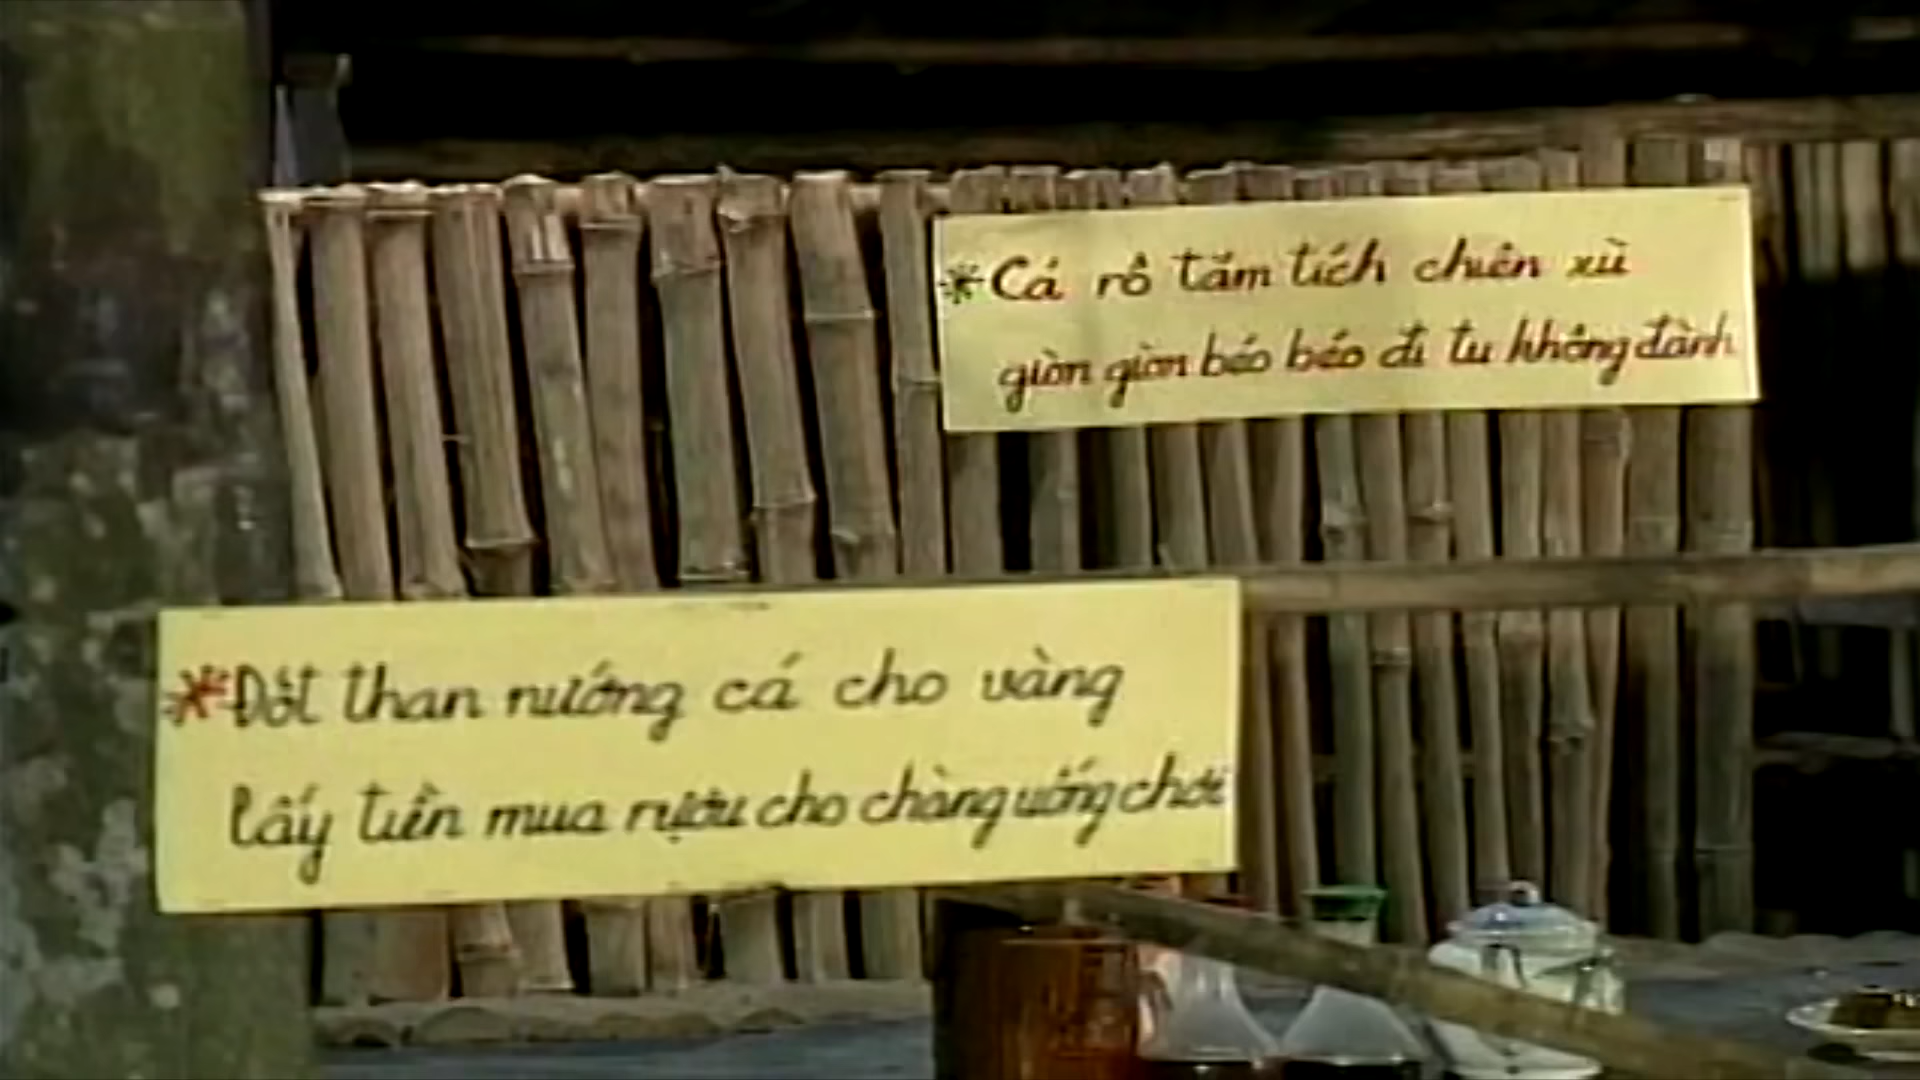 * Cá rô tăm tích chiên xù
giòn giòn béo béo đi tu không đành
* Đốt than nướng cá cho vàng
lấy tiền mua rượu cho chàng uống chơi